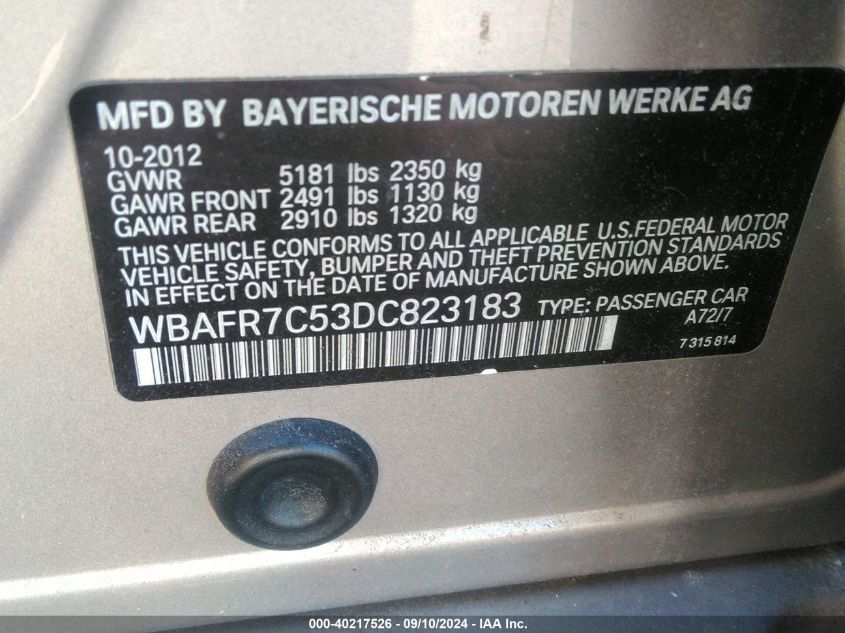 MFD BY BAYERISCHE MOTOREN WERKE AG
10-2012
GVWR 5181 lbs 2350 kg
GAWR FRONT 2491 lbs 1130 kg
GAWR REAR 2910 lbs 1320 kg
THIS VEHICLE CONFORMS TO ALL APPLICABLE U.S.FEDERAL MOTOR
VEHICLE SAFETY, BUMPER AND THEFT PREVENTION STANDARDS
IN EFFECT ON THE DATE OF MANUFACTURE SHOWN ABOVE.
WBAFR7C53DC823183 TYPE: PASSENGER CAR
A72/7
7 315 814
000-40217526 - 09/10/2024 - IAA Inc.